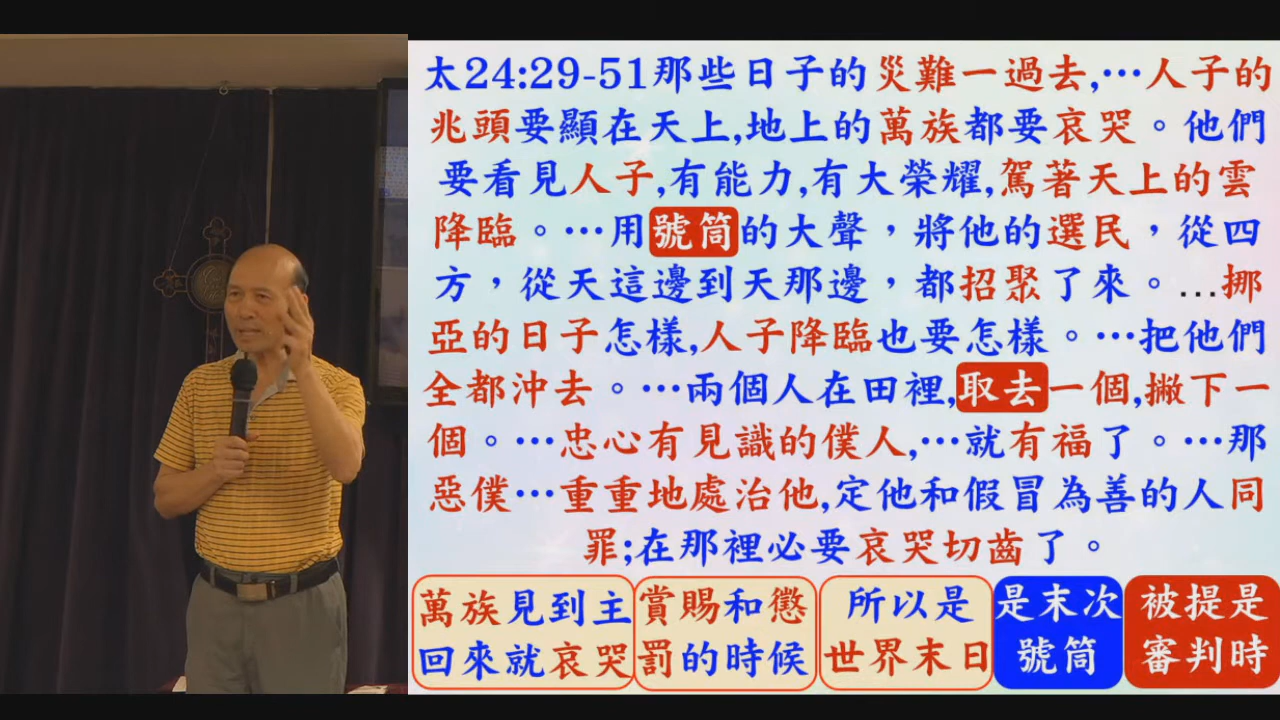 太24:29-51那些日子的災難一過去,…人子的
兆頭要顯在天上,地上的萬族都要哀哭。他們
要看見人子,有能力,有大榮耀,駕著天上的雲
降臨。…用號筒的大聲，將他的選民，從四
方，從天這邊到天那邊，都招聚了來。…挪
亞的日子怎樣,人子降臨也要怎樣。…把他們
全都沖去。…兩個人在田裡,取去一個,撇下一
個。…忠心有見識的僕人,…就有福了。…那
惡僕…重重地處治他,定他和假冒為善的人同
罪;在那裡必要哀哭切齒了。
萬族見到主
回來就哀哭
賞賜和懲
罰的時候
所以是
世界末日
是末次
號筒
被提是
審判時